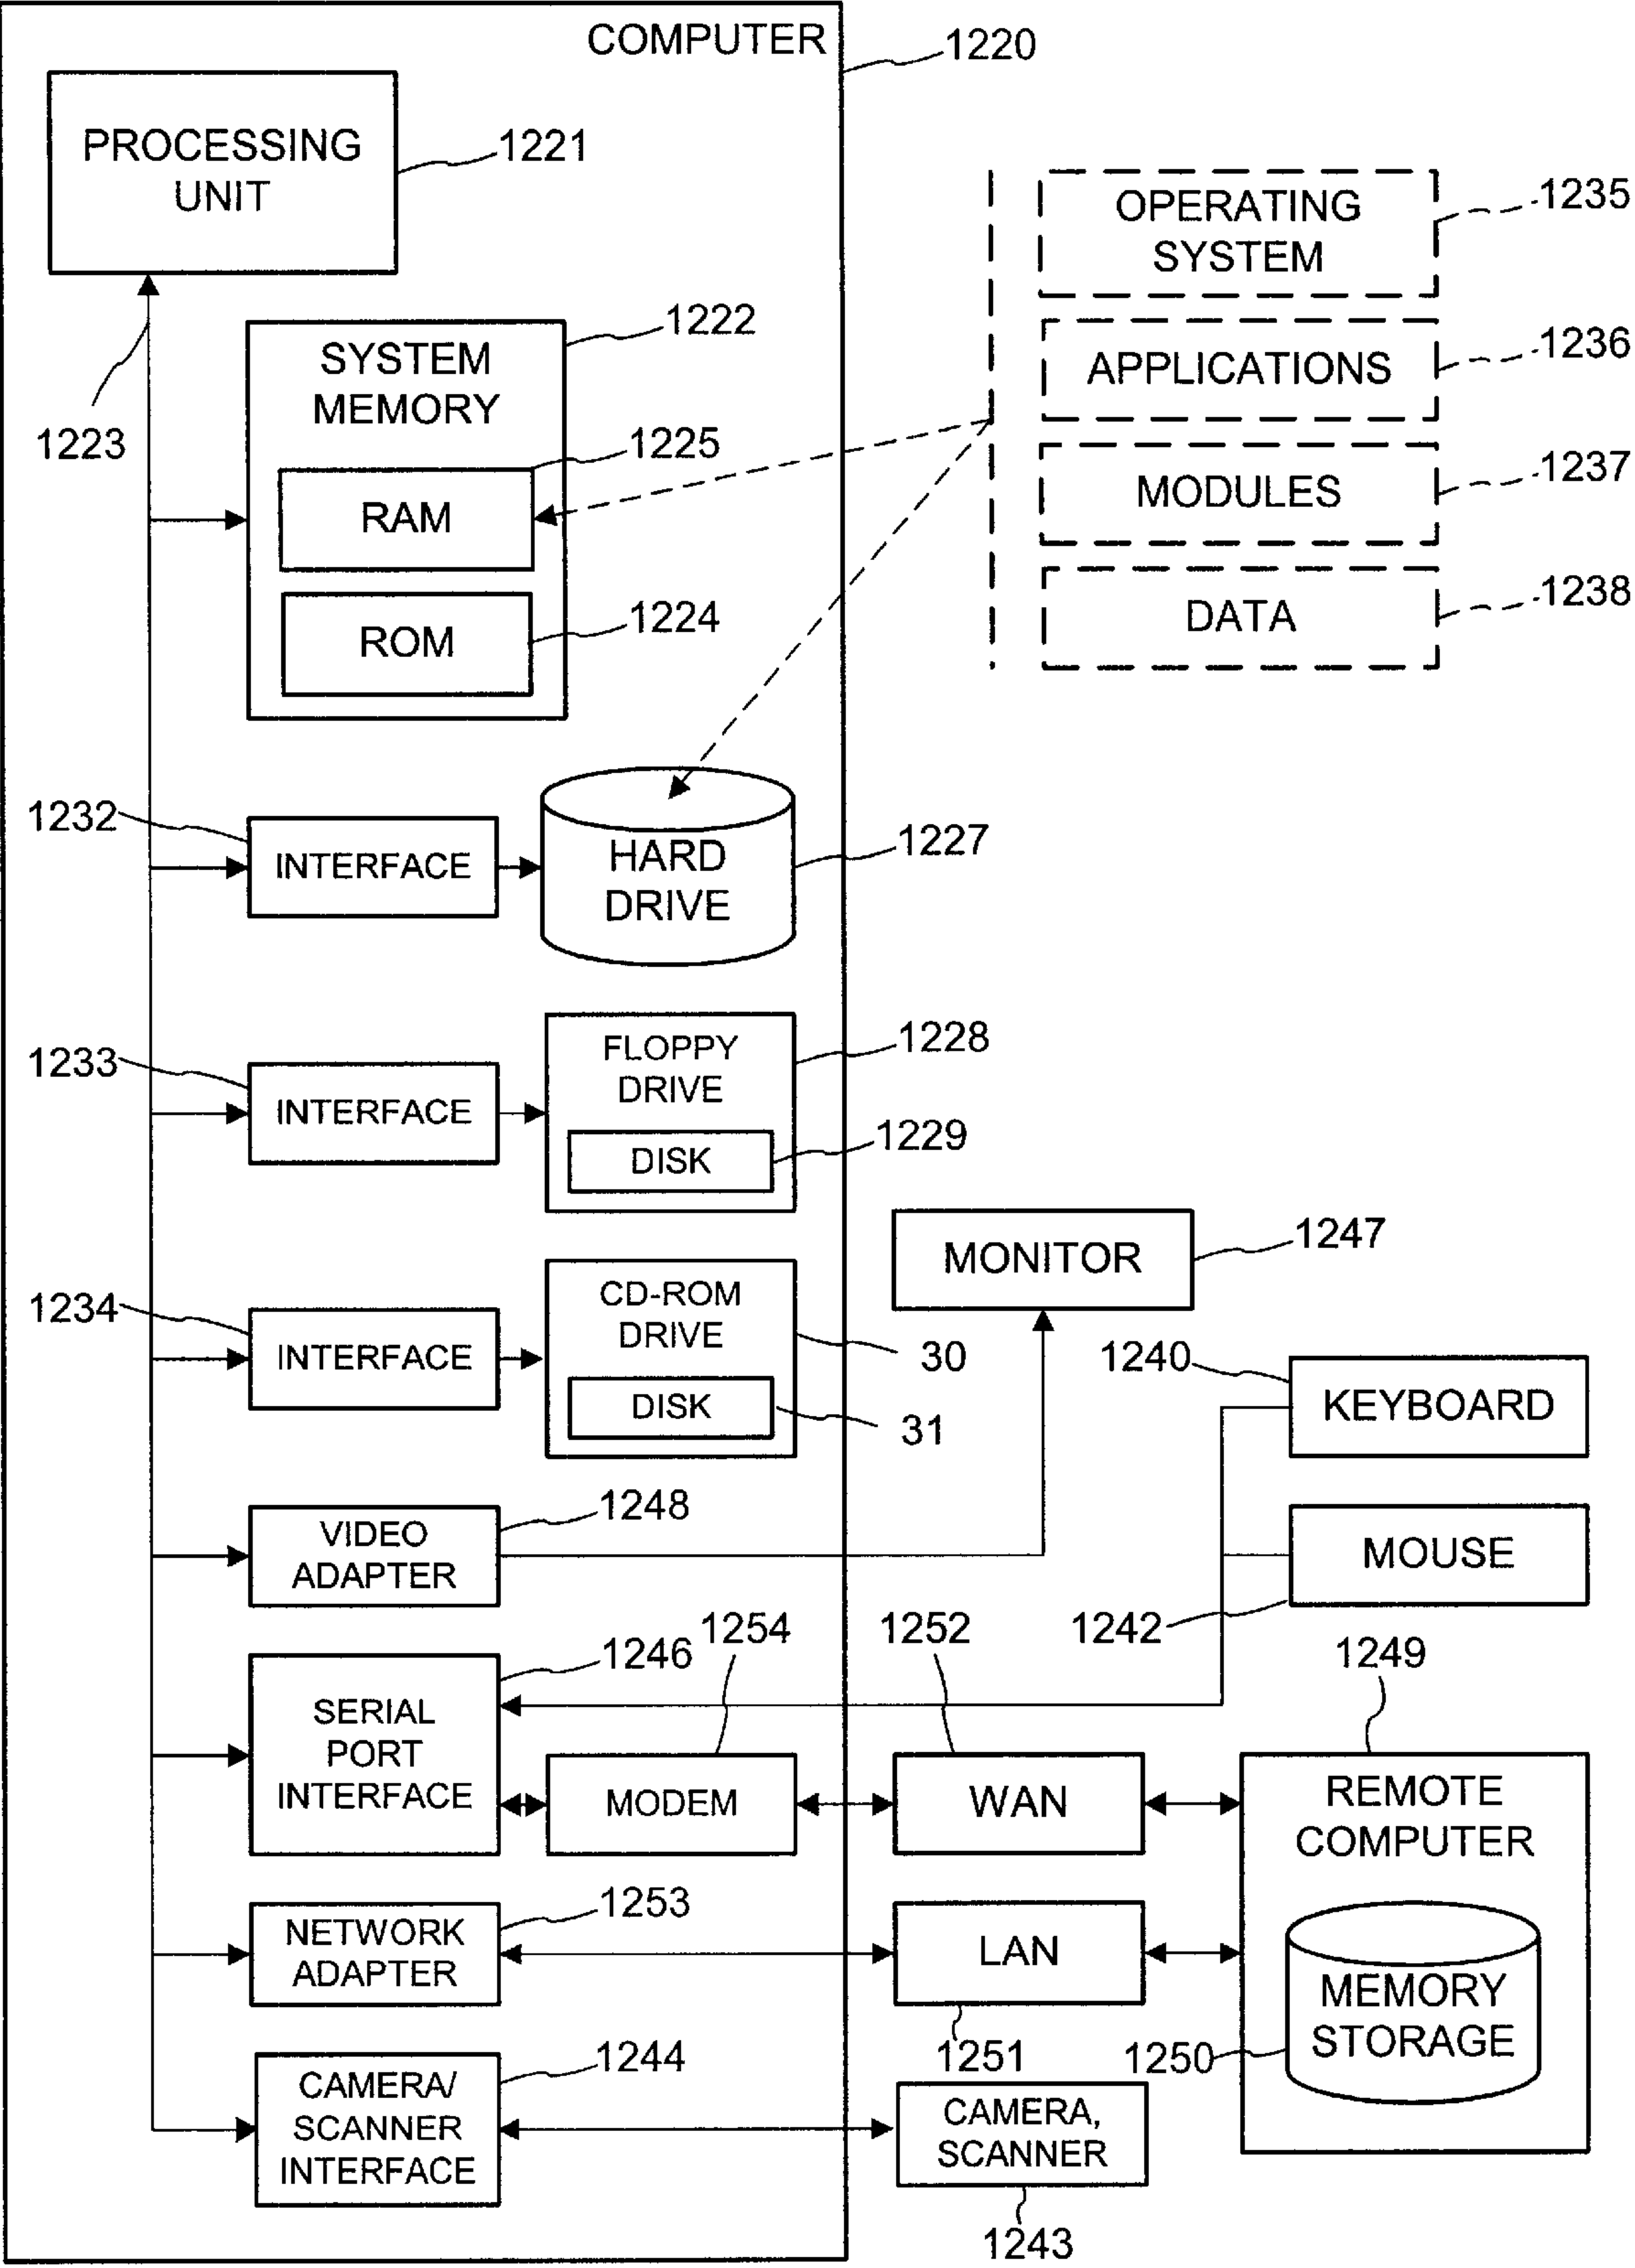 COMPUTER
1220
PROCESSING
UNIT
1221
1223
SYSTEM
MEMORY
1222
RAM
1225
ROM
1224
OPERATING
SYSTEM
1235
APPLICATIONS
1236
MODULES
1237
DATA
1238
1232
INTERFACE
HARD
DRIVE
1227
1233
INTERFACE
FLOPPY
DRIVE
1228
DISK
1229
1234
INTERFACE
CD-ROM
DRIVE
30
DISK
31
MONITOR
1247
1240
KEYBOARD
MOUSE
1242
VIDEO
ADAPTER
1248
SERIAL
PORT
INTERFACE
1246
1254
MODEM
1252
WAN
1249
REMOTE
COMPUTER
MEMORY
STORAGE
1250
NETWORK
ADAPTER
1253
LAN
1251
CAMERA/
SCANNER
INTERFACE
1244
CAMERA,
SCANNER
1243